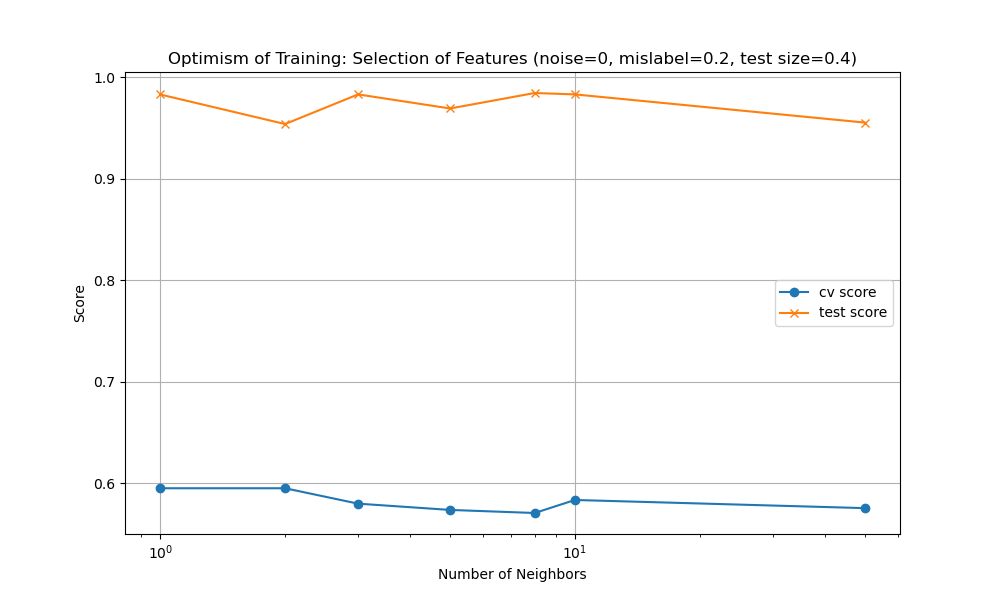 Optimism of Training: Selection of Features (noise=0, mislabel=0.2, test size=0.4)
1.0
0.9
0.8
0.7
0.6
Score
cv score
test score
10⁰
10¹
Number of Neighbors